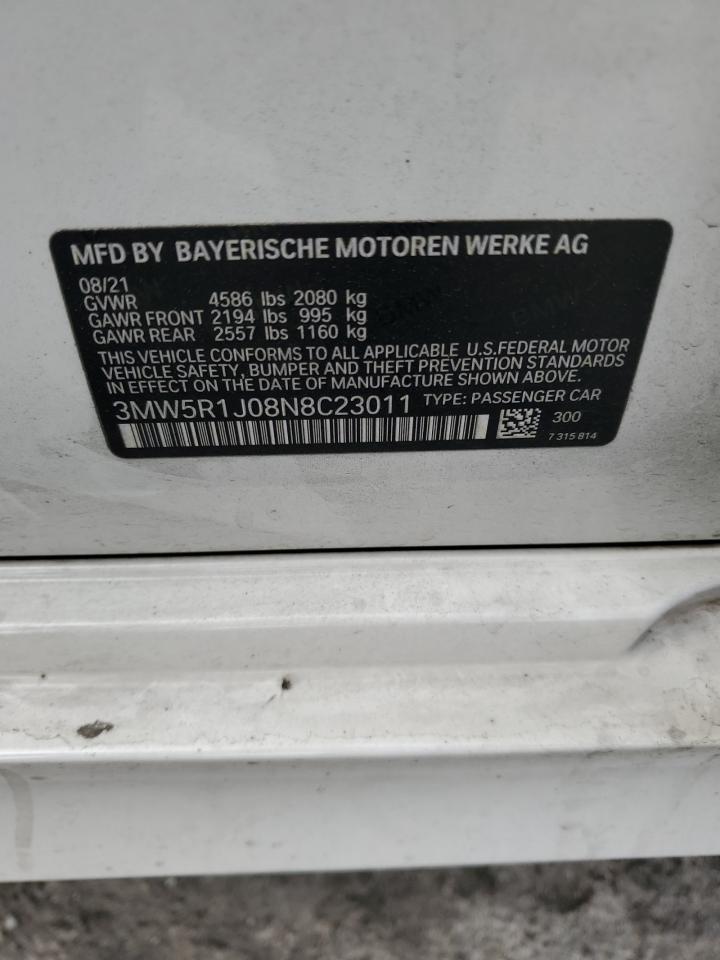 MFD BY BAYERISCHE MOTOREN WERKE AG
08/21
GVWR 4586 lbs 2080 kg
GAWR FRONT 2194 lbs 995 kg
GAWR REAR 2557 lbs 1160 kg
THIS VEHICLE CONFORMS TO ALL APPLICABLE U.S.FEDERAL MOTOR
VEHICLE SAFETY, BUMPER AND THEFT PREVENTION STANDARDS
IN EFFECT ON THE DATE OF MANUFACTURE SHOWN ABOVE.
3MW5R1J08N8C23011 TYPE: PASSENGER CAR
300
7 315 814